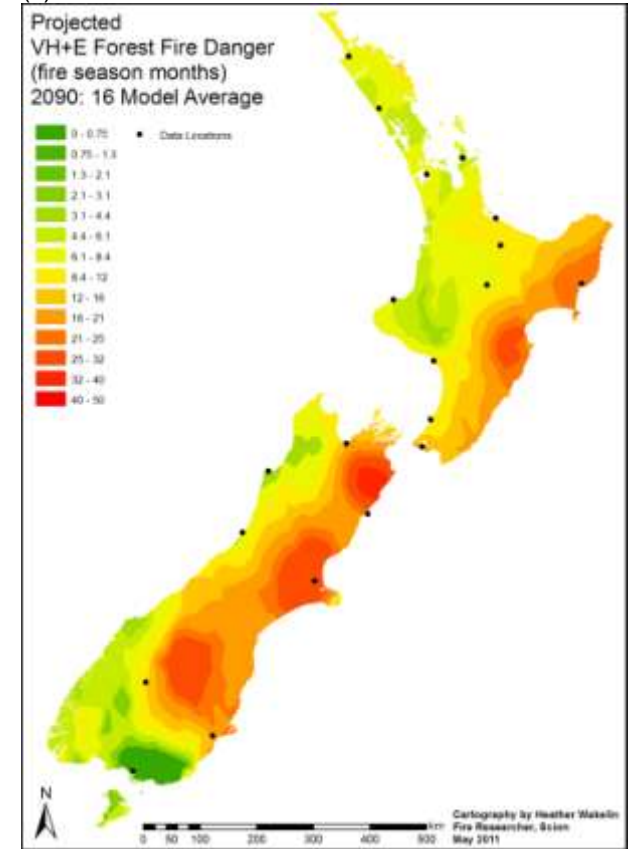 Projected
VH+E Forest Fire Danger
(fire season months)
2090: 16 Model Average
0 - 0.75
Data Locations
0.75 - 1.3
1.3 - 2.1
2.1 - 3.1
3.1 - 4.4
4.4 - 6.1
6.1 - 8.4
8.4 - 12
12 - 16
16 - 21
21 - 25
25 - 32
32 - 40
40 - 50
N
km
0 50 100 200 300 400 500
Cartography by Heather Wakelin
Fire Researcher, Scion
May 2011